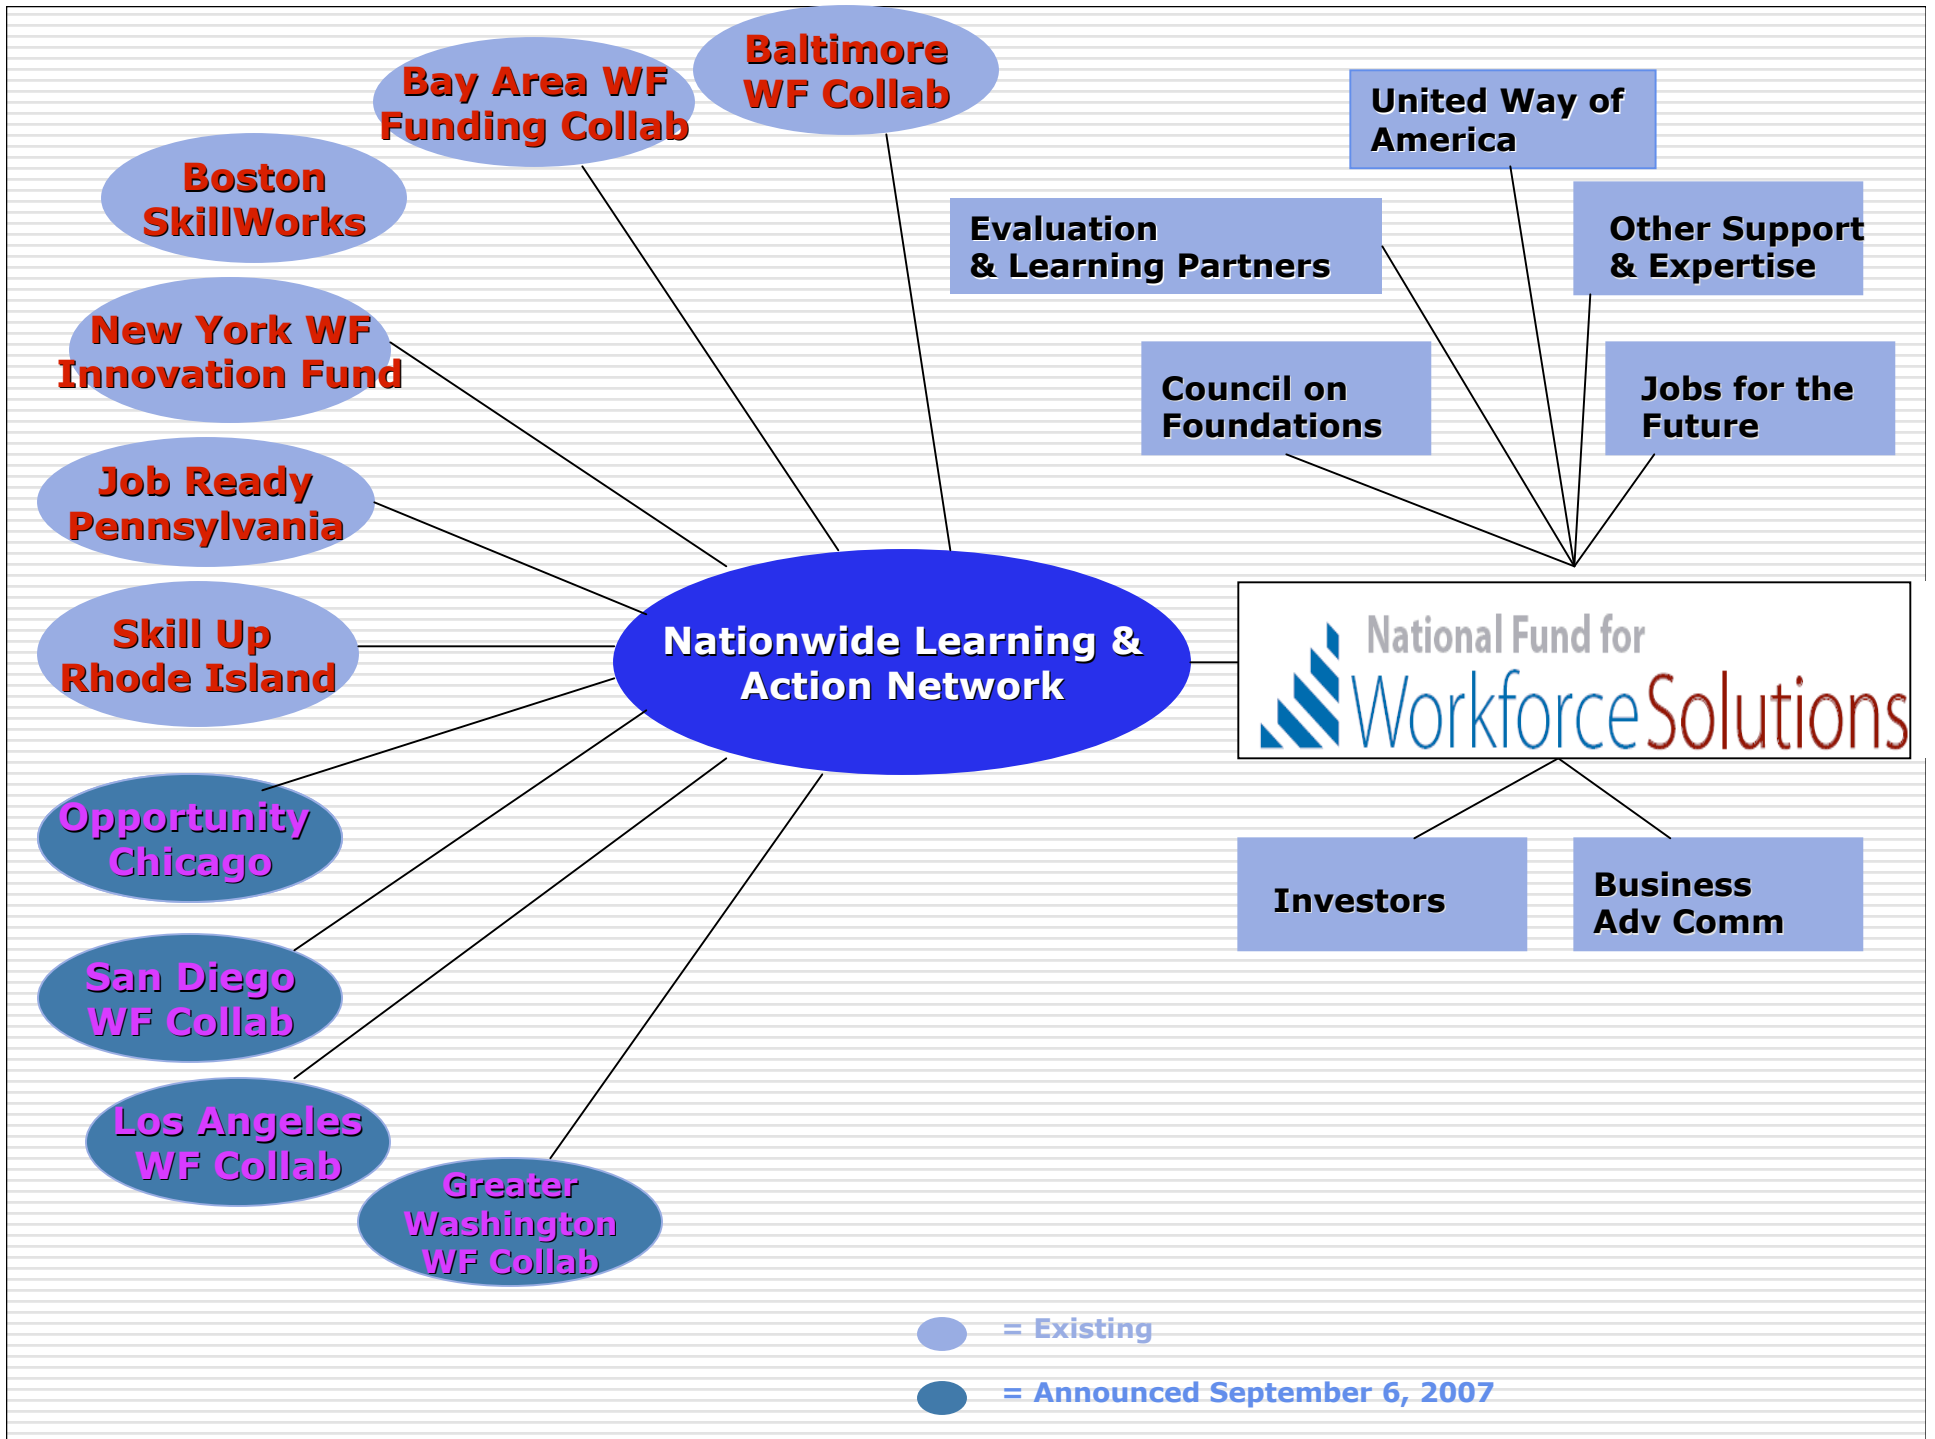 Baltimore
WF Collab
Bay Area WF
Funding Collab
Boston
SkillWorks
New York WF
Innovation Fund
Job Ready
Pennsylvania
Skill Up
Rhode Island
Opportunity
Chicago
San Diego
WF Collab
Los Angeles
WF Collab
Greater
Washington
WF Collab
Nationwide Learning &
Action Network
United Way of
America
Evaluation
& Learning Partners
Other Support
& Expertise
Council on
Foundations
Jobs for the
Future
National Fund for
WorkforceSolutions
Investors
Business
Adv Comm
= Existing
= Announced September 6, 2007